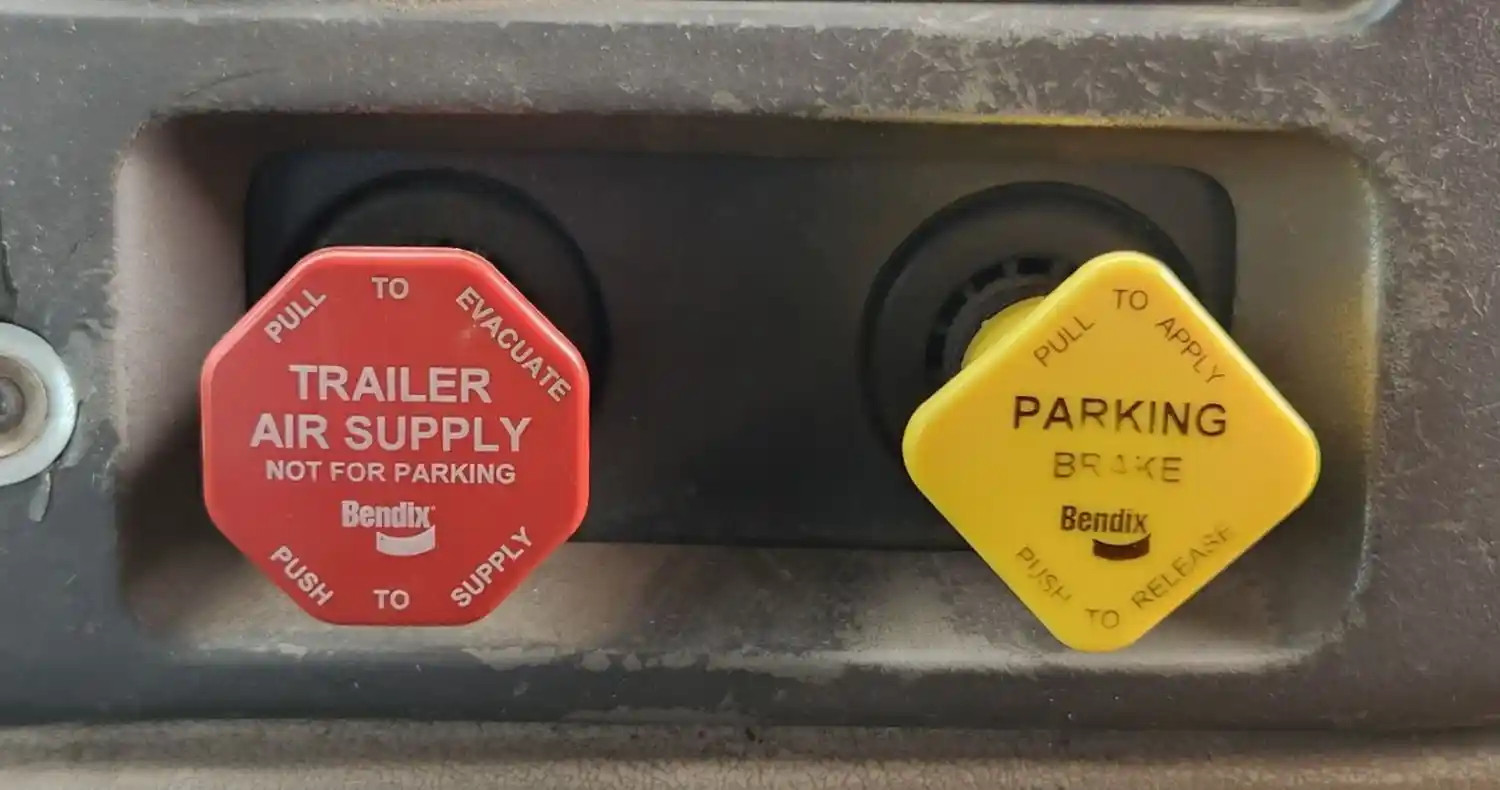 PULL TO EVACUATE
TRAILER
AIR SUPPLY
NOT FOR PARKING
Bendix
PUSH TO SUPPLY
PULL TO APPLY
PARKING
BRAKE
Bendix
PUSH TO RELEASE